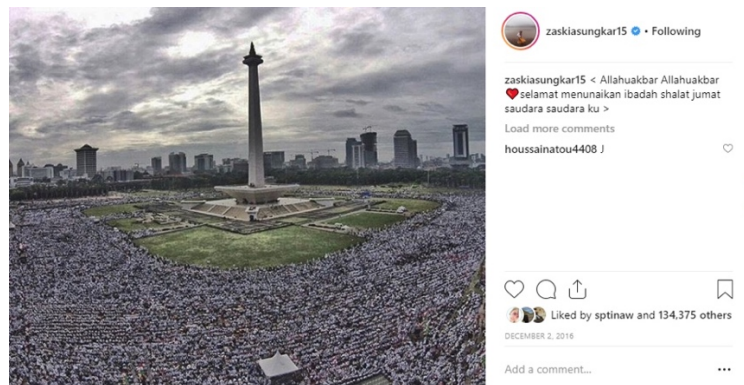 zaskiasungkar15 • Following
zaskiasungkar15 < Allahuakbar Allahuakbar
❤selamat menunaikan ibadah shalat jumat
saudara saudara ku >
Load more comments
houssainatou4408 J
Liked by sptinaw and 134,375 others
DECEMBER 2, 2016
Add a comment...